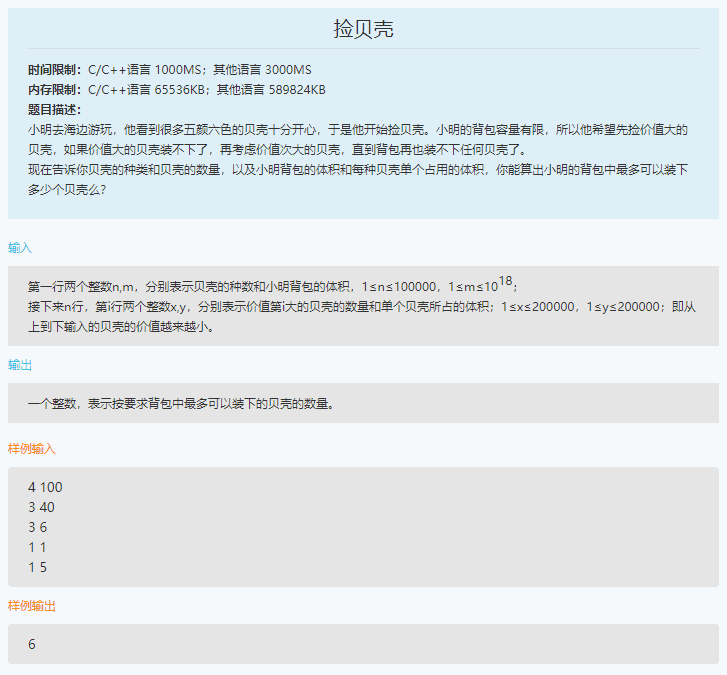 捡贝壳
时间限制：C/C++语言 1000MS；其他语言 3000MS
内存限制：C/C++语言 65536KB；其他语言 589824KB
题目描述：
小明去海边游玩，他看到很多五颜六色的贝壳十分开心，于是他开始捡贝壳。小明的背包容量有限，所以他希望先捡价值大的
贝壳，如果价值大的贝壳装不下了，再考虑价值次大的贝壳，直到背包再也装不下任何贝壳了。
现在告诉你贝壳的种类和贝壳的数量，以及小明背包的体积和每种贝壳单个占用的体积，你能算出小明的背包中最多可以装下
多少个贝壳么？
输入
第一行两个整数n,m，分别表示贝壳的种数和小明背包的体积，1≤n≤100000，1≤m≤10^18；
接下来n行，第i行两个整数x,y，分别表示价值第i大的贝壳的数量和单个贝壳所占的体积；1≤x≤200000，1≤y≤200000；即从
上到下输入的贝壳的价值越来越小。
输出
一个整数，表示按要求背包中最多可以装下的贝壳的数量。
样例输入
4 100
3 40
3 6
1 1
1 5
样例输出
6